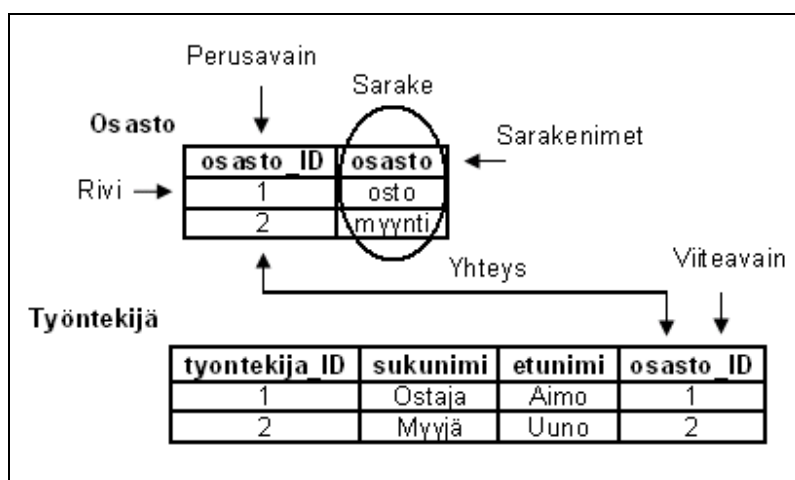 Perusavain
Sarake
Osasto
Sarakenimet
osasto_ID osasto
Rivi 1 osto
2 myynti
Yhteys Viiteavain
Työntekijä
tyontekija_ID sukunimi etunimi osasto_ID
1 Ostaja Aimo 1
2 Myyjä Uuno 2